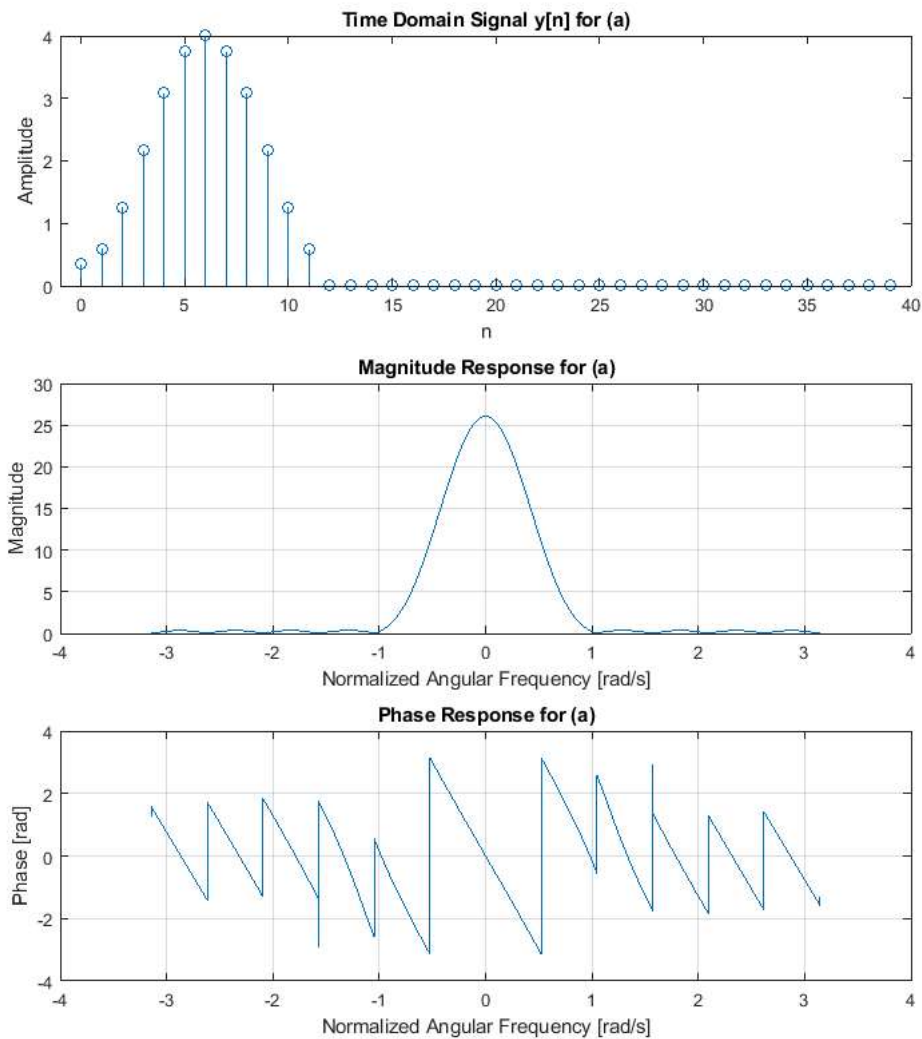 Time Domain Signal y[n] for (a)
4
3
2
1
0
Amplitude
0 5 10 15 20 25 30 35 40
n
Magnitude Response for (a)
30
25
20
15
10
5
0
Magnitude
-4 -3 -2 -1 0 1 2 3 4
Normalized Angular Frequency [rad/s]
Phase Response for (a)
4
2
0
-2
-4
Phase [rad]
-4 -3 -2 -1 0 1 2 3 4
Normalized Angular Frequency [rad/s]